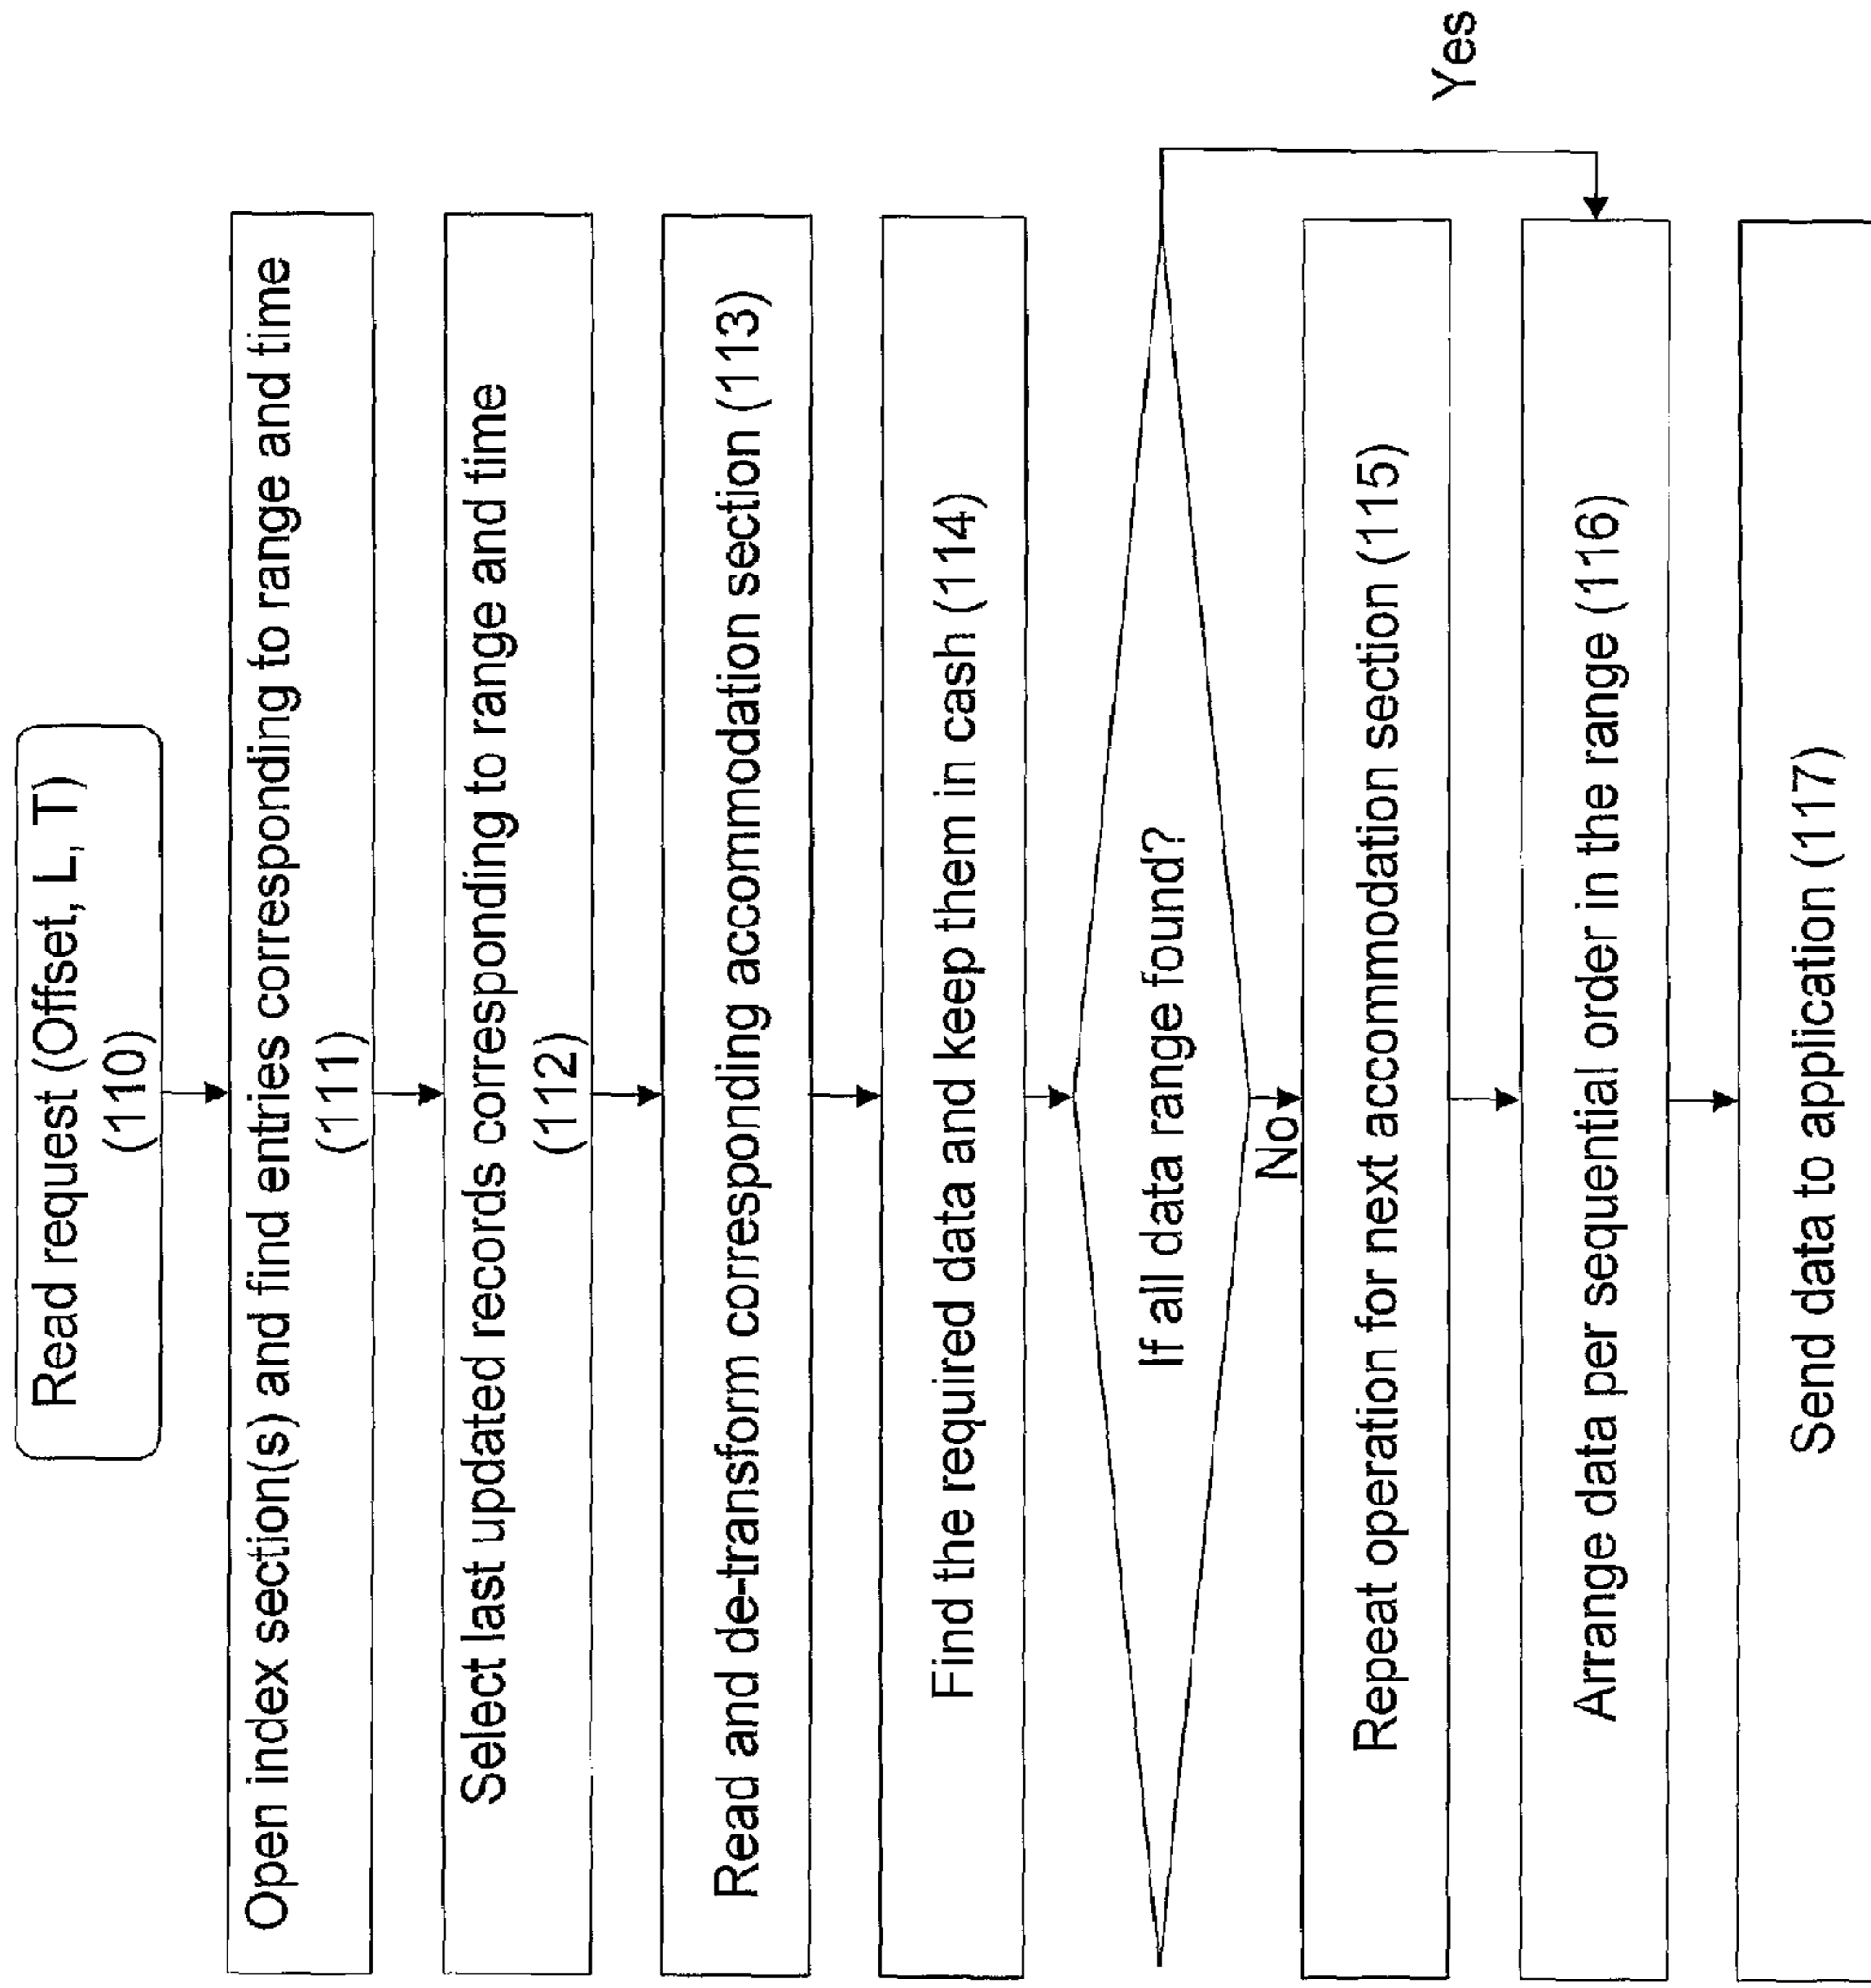 Read request (Offset, L, T)
(110)
Open index section(s) and find entries corresponding to range and time
(111)
Select last updated records corresponding to range and time
(112)
Read and de-transform corresponding accommodation section (113)
Find the required data and keep them in cash (114)
If all data range found?
Yes
No
Repeat operation for next accommodation section (115)
Arrange data per sequential order in the range (116)
Send data to application (117)